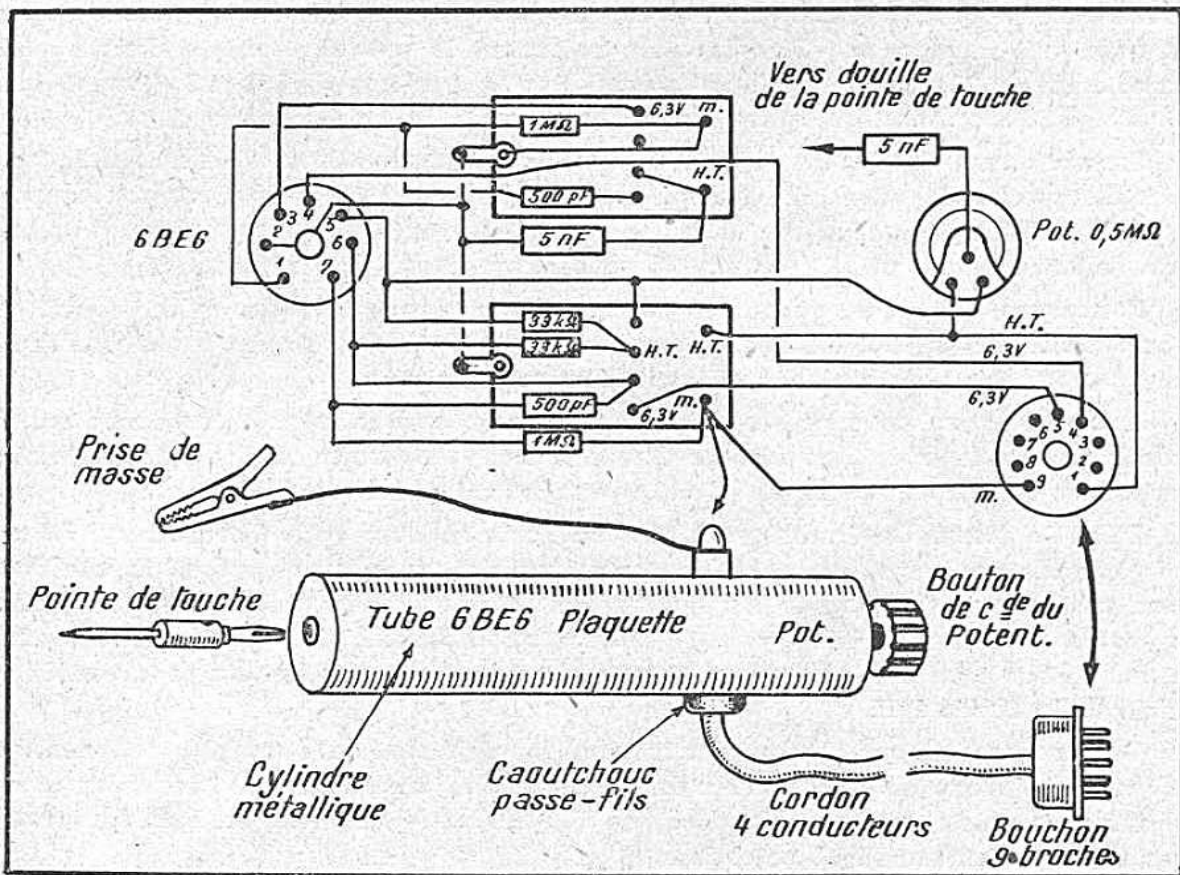 Vers douille
de la pointe de touche
6,3V
m.
1MΩ
5 nF
H.T.
500 pF
5 nF
3
4
5
2
6
1
7
6BE6
Pot. 0,5MΩ
33kΩ
33kΩ
H.T.
H.T.
H.T.
6,3V
6,3V
500pF
6,3V
m.
1MΩ
5
6
4
7
3
8
2
9
1
m.
Prise de
masse
Pointe de touche
Tube 6BE6 Plaquette Pot.
Bouton
de cde du
Potent.
Cylindre
métallique
Caoutchouc
passe-fils
Cordon
4 conducteurs
Bouchon
9 broches